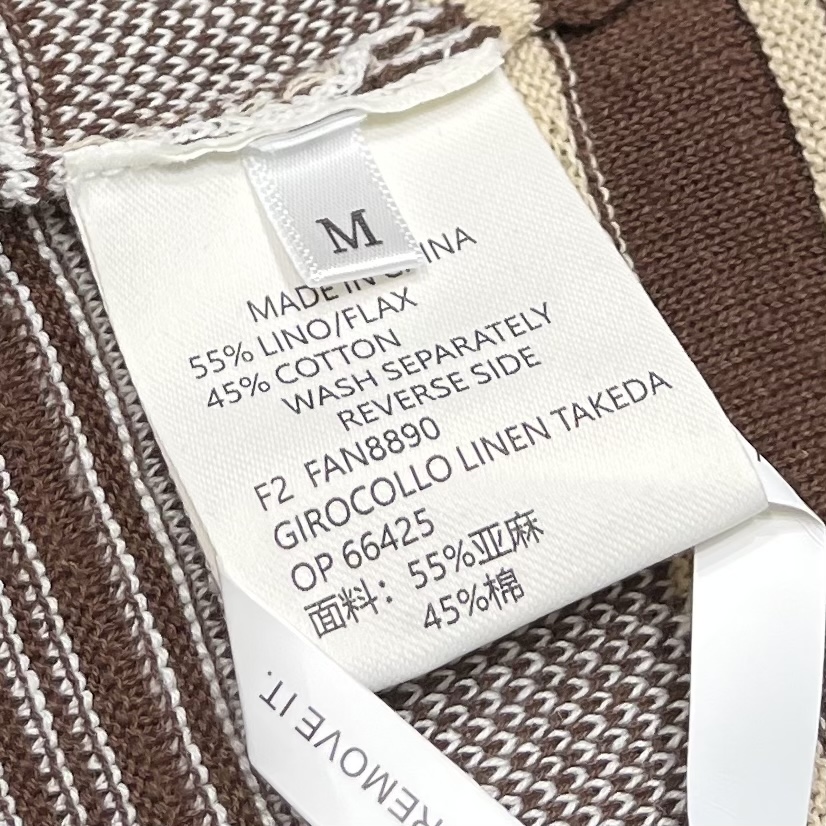 M
MADE IN CHINA
55% LINO/FLAX
45% COTTON
WASH SEPARATELY
REVERSE SIDE
F2 FAN8890
GIROCOLLO LINEN TAKEDA
OP 66425
面料：55%亚麻
45%棉
REMOVE IT.